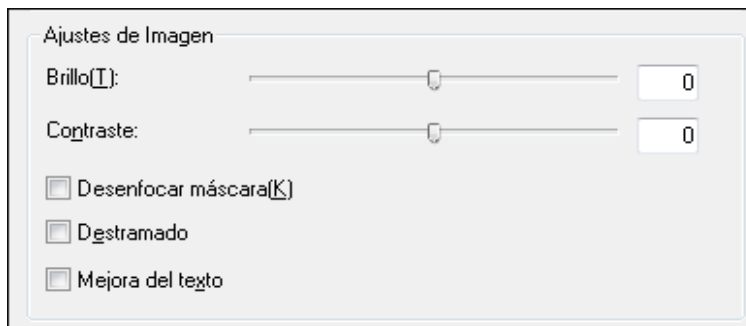 Ajustes de Imagen
Brillo(T): 0
Contraste: 0
Desenfocar máscara(K)
Destramado
Mejora del texto